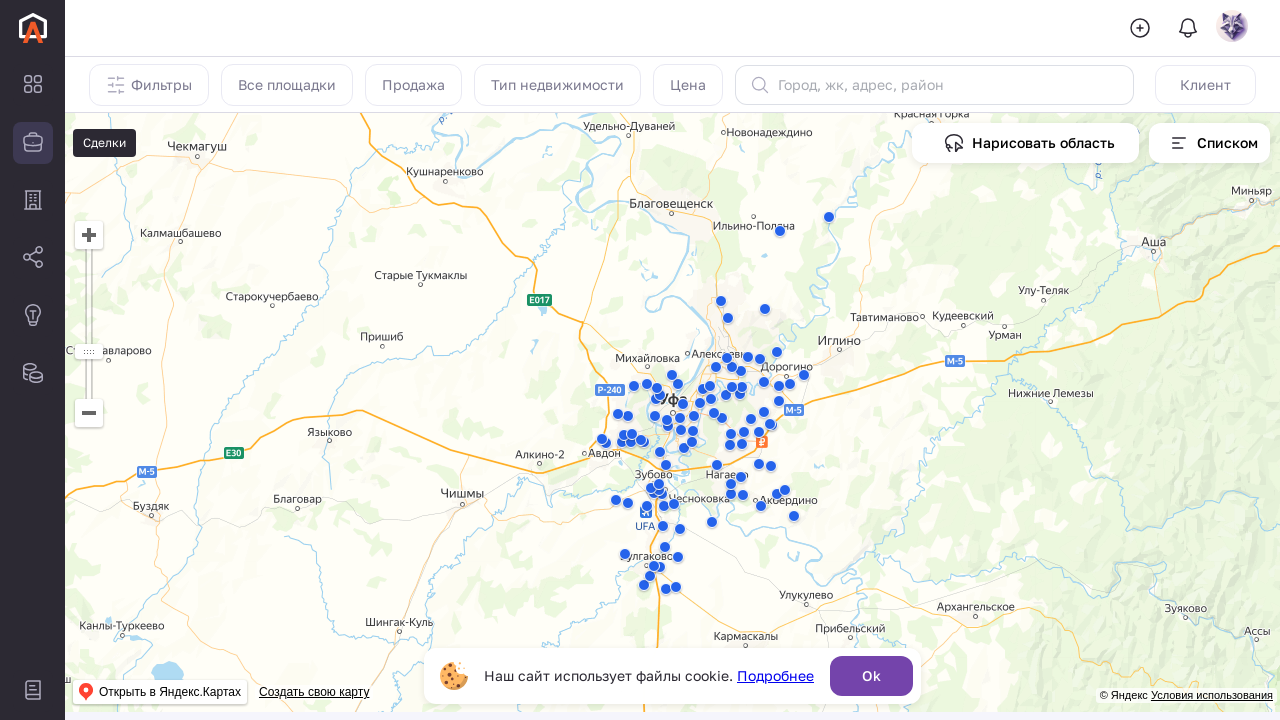 Фильтры
Все площадки
Продажа
Тип недвижимости
Цена
Город, жк, адрес, район
Клиент
Сделки
Нарисовать область
Списком
Чекмагуш
Удельно-Дуваней
Новонадеждино
Красная Горка
Кушнаренково
Миньяр
Благовещенск
Калмашбашево
Ильино-Поляна
Аша
Старые Тукмаклы
Старокучербаево
E017
Улу-Теляк
Тавтиманово
Кудеевский
Урман
Пришиб
Иглино
Михайловка
М-5
Дорогино
Р-240
Нижние Лемезы
Уфа
М-5
Языково
E30
Алкино-2
Авдон
М-5
Зубово
Нагаево
Буздяк
Благовар
Чишмы
Чесноковка
Акбердино
UFA
Булгаково
Улукулево
Архангельское
Зуяково
Канлы-Туркеево
Шингак-Куль
Прибельский
Кармаскалы
Ассы
Наш сайт использует файлы cookie. Подробнее
Ok
Открыть в Яндекс.Картах
Создать свою карту
© Яндекс Условия использования